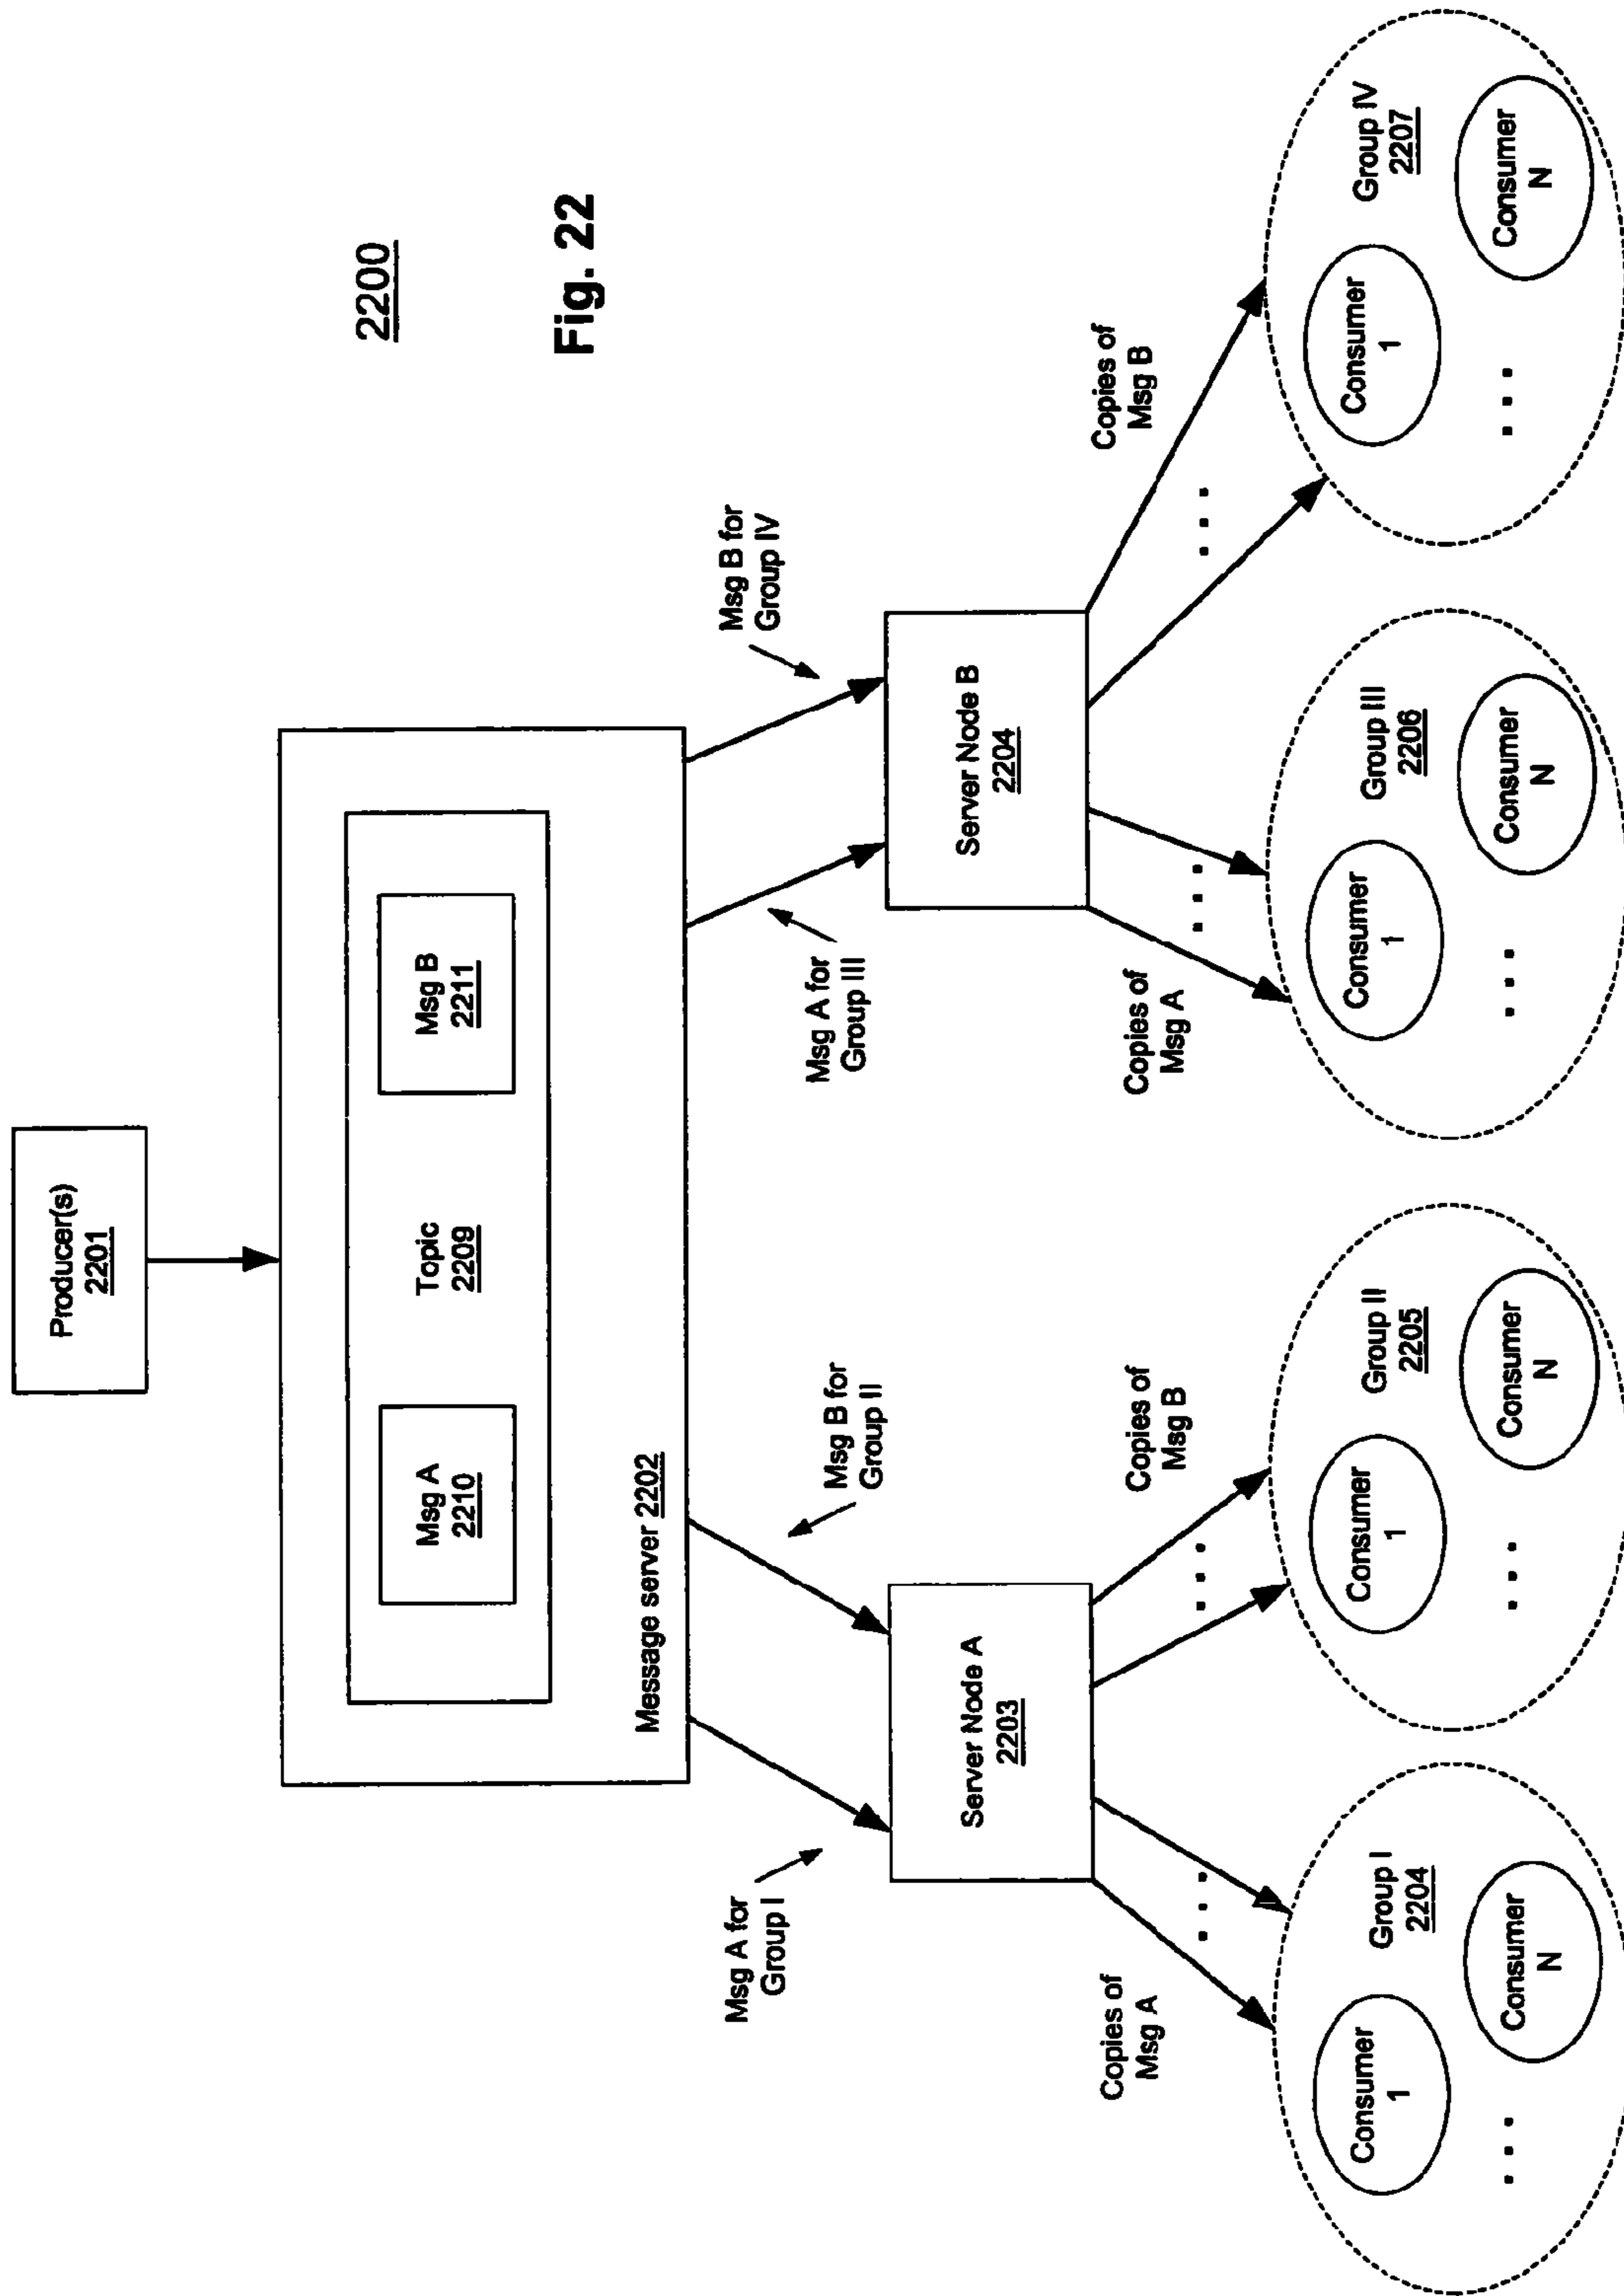 2200
Fig. 22
Producer(s)
2201
Msg A
2210
Topic
2209
Msg B
2211
Message server 2202
Msg A for
Group I
Msg B for
Group II
Msg A for
Group III
Msg B for
Group IV
Server Node A
2203
Server Node B
2204
Copies of
Msg A
Copies of
Msg B
Copies of
Msg A
Copies of
Msg B
. . .
. . .
. . .
. . .
Consumer
1
Group I
2204
. . .
Consumer
N
Consumer
1
Group II
2205
. . .
Consumer
N
Consumer
1
Group III
2206
. . .
Consumer
N
Consumer
1
Group IV
2207
. . .
Consumer
N